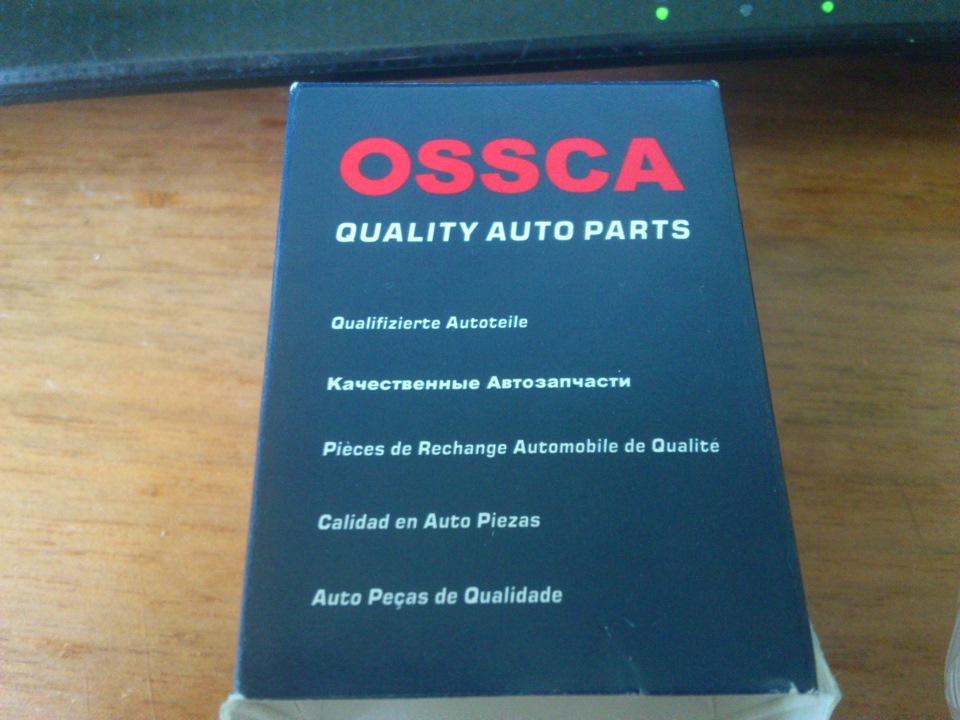 OSSCA
QUALITY AUTO PARTS
Qualifizierte Autoteile
Качественные Автозапчасти
Pièces de Rechange Automobile de Qualité
Calidad en Auto Piezas
Auto Peças de Qualidade